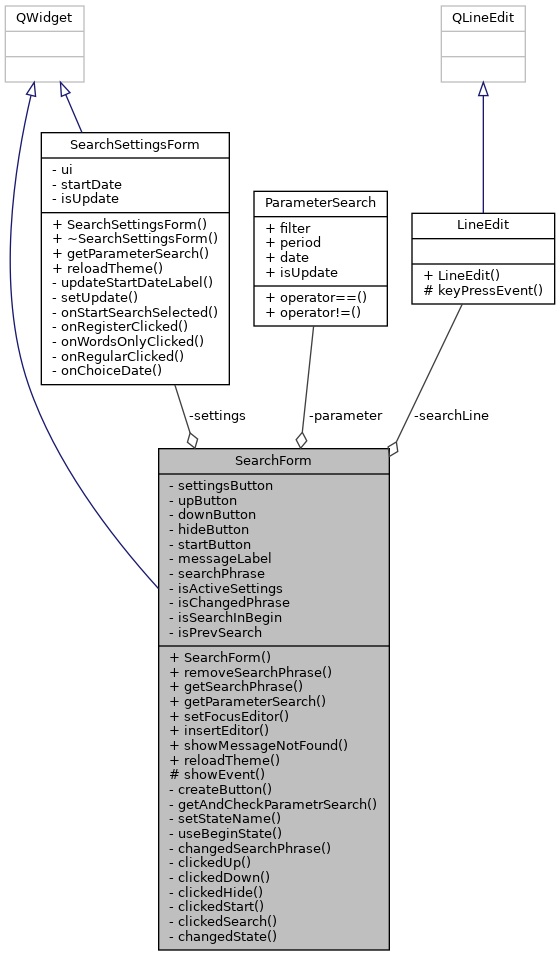 QWidget
QLineEdit
SearchSettingsForm
- ui
- startDate
- isUpdate
+ SearchSettingsForm()
+ ~SearchSettingsForm()
+ getParameterSearch()
+ reloadTheme()
- updateStartDateLabel()
- setUpdate()
- onStartSearchSelected()
- onRegisterClicked()
- onWordsOnlyClicked()
- onRegularClicked()
- onChoiceDate()
ParameterSearch
+ filter
+ period
+ date
+ isUpdate
+ operator==()
+ operator!=()
LineEdit
+ LineEdit()
# keyPressEvent()
-settings
-parameter
-searchLine
SearchForm
- settingsButton
- upButton
- downButton
- hideButton
- startButton
- messageLabel
- searchPhrase
- isActiveSettings
- isChangedPhrase
- isSearchInBegin
- isPrevSearch
+ SearchForm()
+ removeSearchPhrase()
+ getSearchPhrase()
+ getParameterSearch()
+ setFocusEditor()
+ insertEditor()
+ showMessageNotFound()
+ reloadTheme()
# showEvent()
- createButton()
- getAndCheckParametrSearch()
- setStateName()
- useBeginState()
- changedSearchPhrase()
- clickedUp()
- clickedDown()
- clickedHide()
- clickedStart()
- clickedSearch()
- changedState()